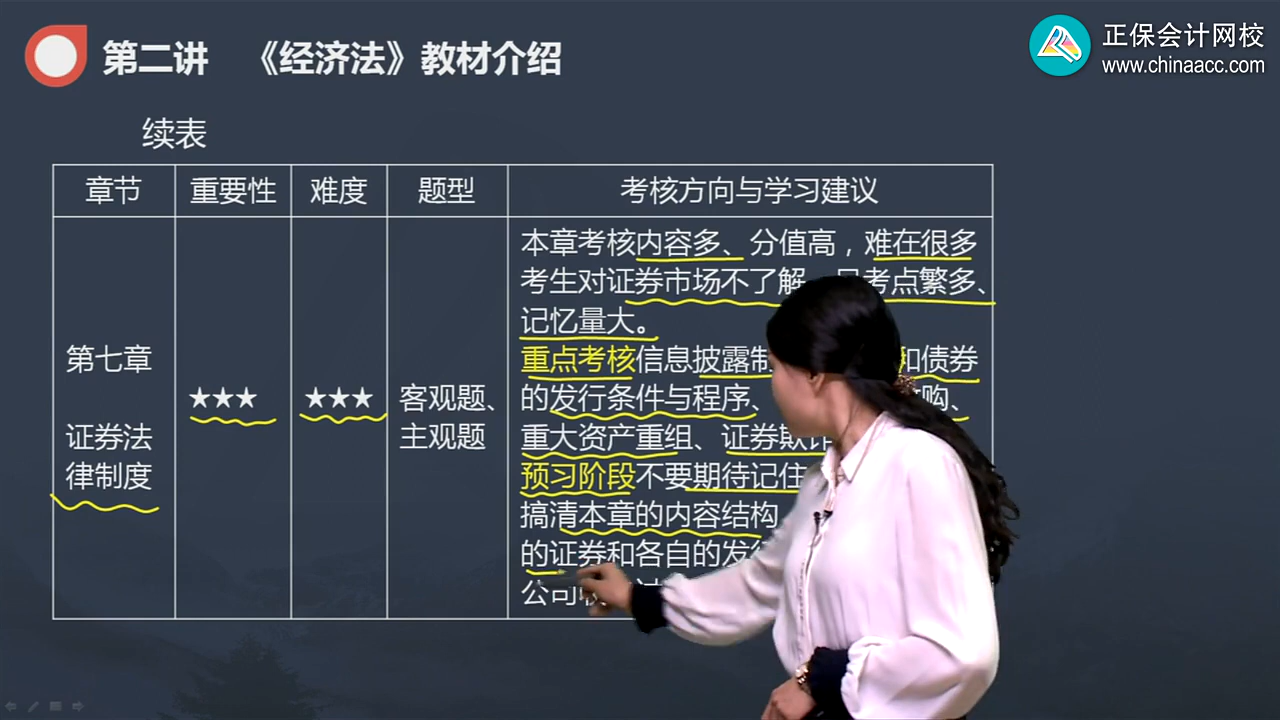 第二讲 《经济法》教材介绍
正保会计网校
www.chinaacc.com
续表
章节 重要性 难度 题型 考核方向与学习建议
第七章
证券法
律制度
★★★ ★★★
客观题、
主观题
本章考核内容多、分值高，难在很多
考生对证券市场不了解
考点繁多、
记忆量大。
重点考核信息披露制
和债券
的发行条件与程序、
购、
重大资产重组、证券欺诈
预习阶段不要期待记住
搞清本章的内容结构
的证券和各自的发行
公司收